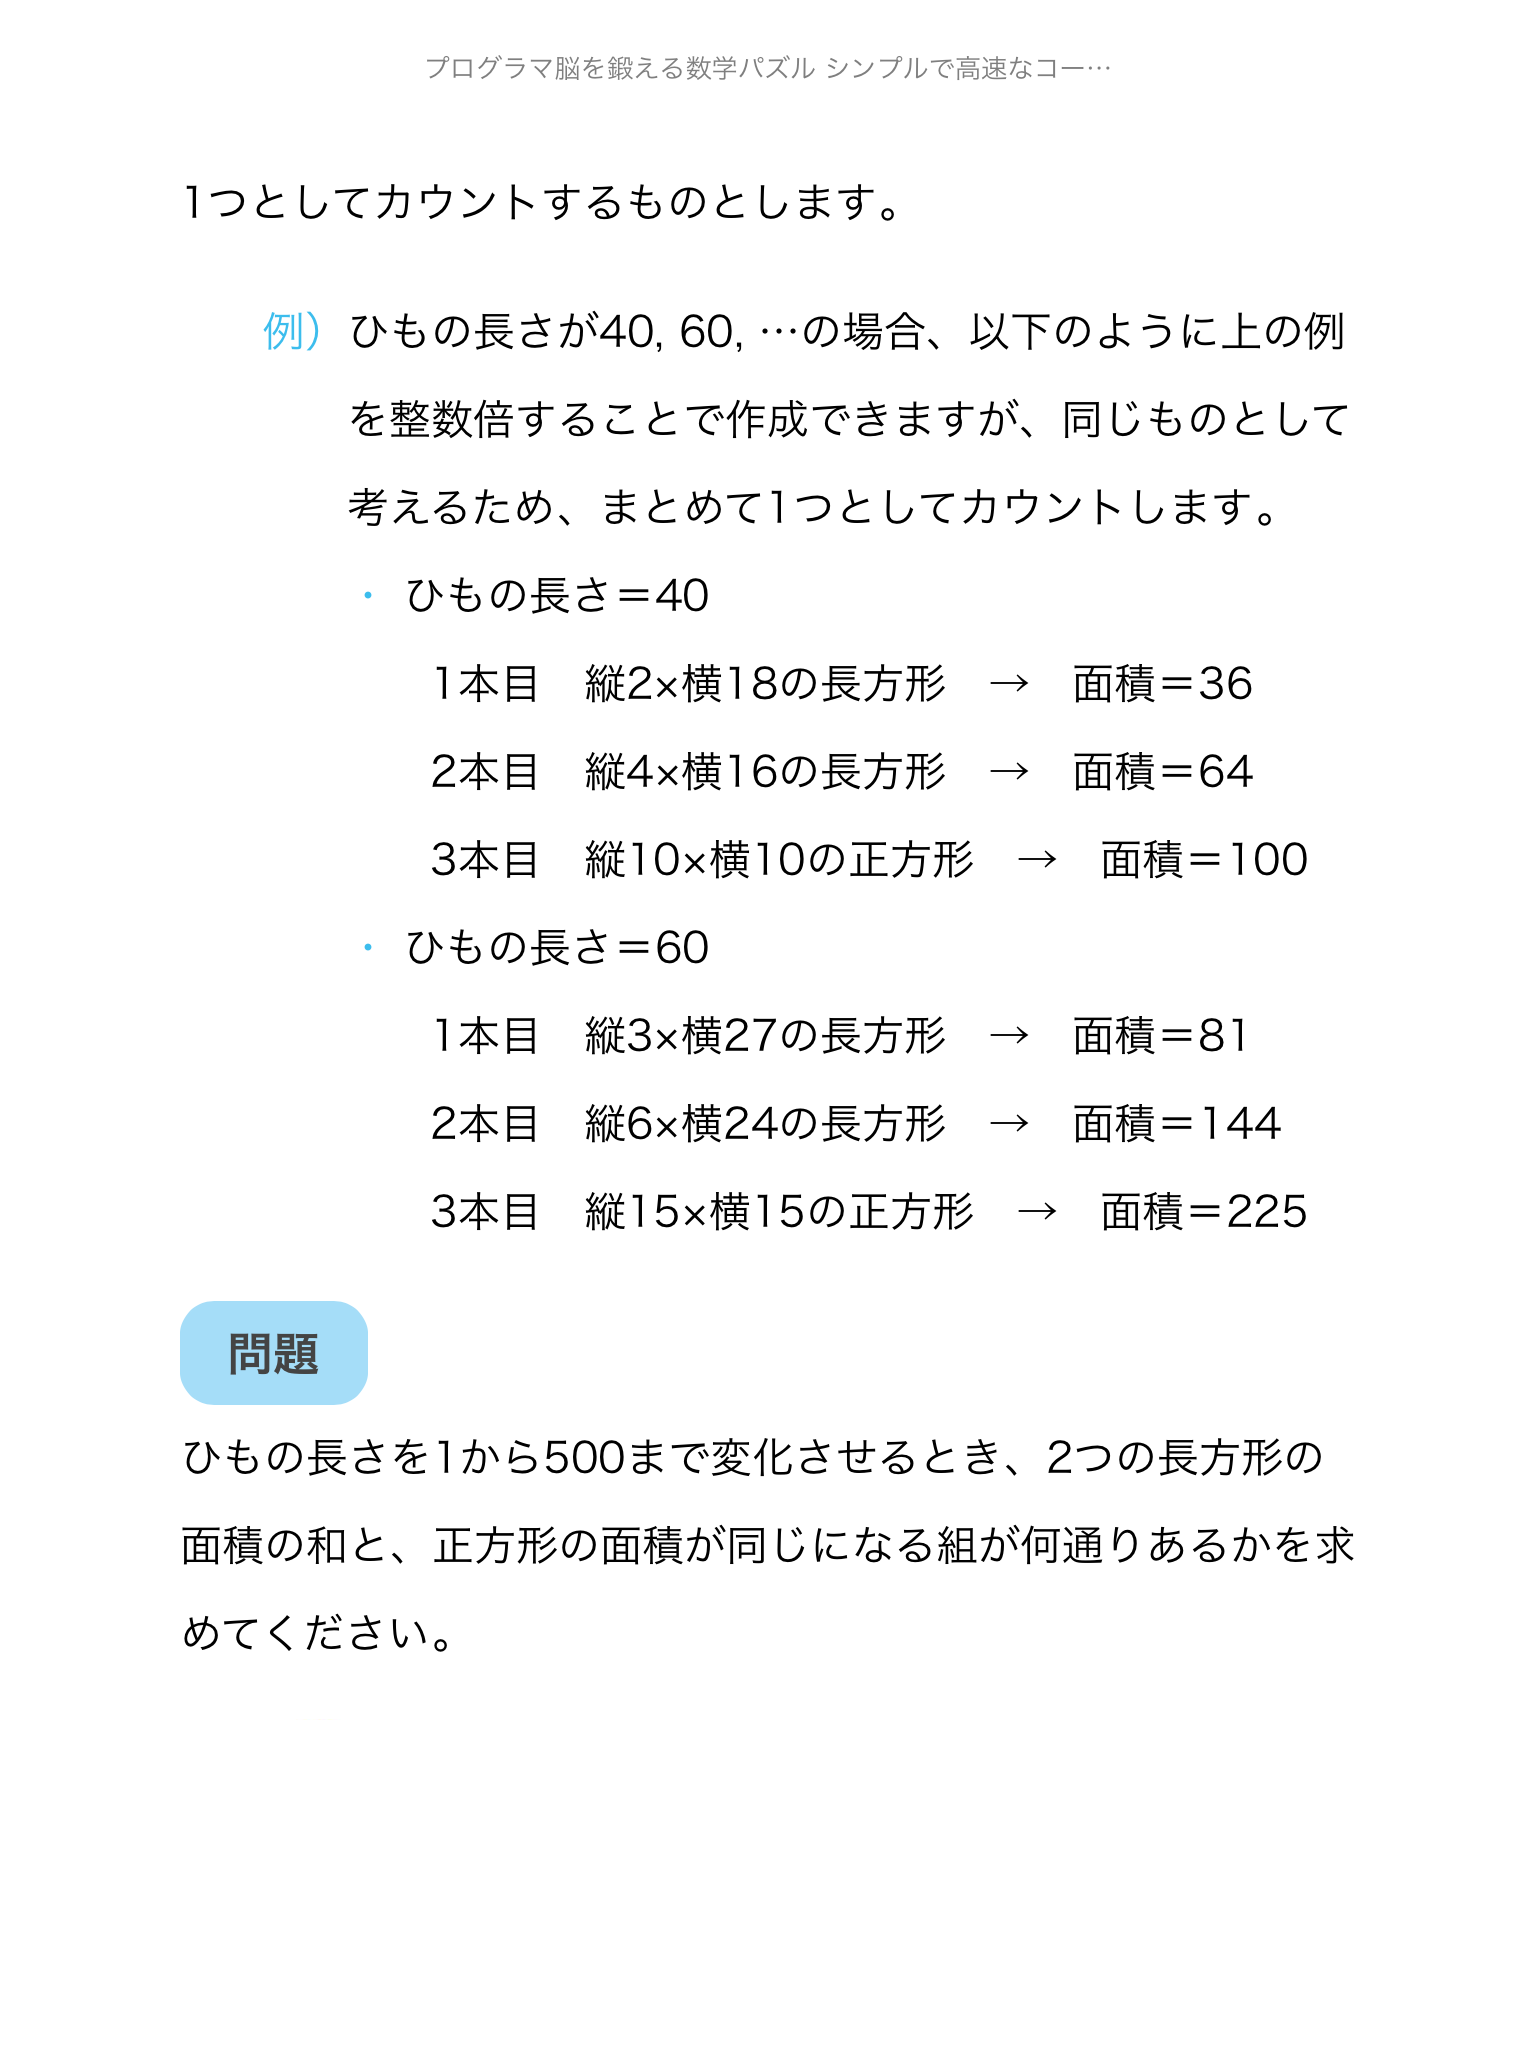 プログラマ脳を鍛える数学パズル シンプルで高速なコー…
1つとしてカウントするものとします。
例）ひもの長さが40, 60, …の場合、以下のように上の例
を整数倍することで作成できますが、同じものとして
考えるため、まとめて1つとしてカウントします。
・ ひもの長さ＝40
1本目　縦2×横18の長方形　→　面積＝36
2本目　縦4×横16の長方形　→　面積＝64
3本目　縦10×横10の正方形　→　面積＝100
・ ひもの長さ＝60
1本目　縦3×横27の長方形　→　面積＝81
2本目　縦6×横24の長方形　→　面積＝144
3本目　縦15×横15の正方形　→　面積＝225
問題
ひもの長さを1から500まで変化させるとき、2つの長方形の
面積の和と、正方形の面積が同じになる組が何通りあるかを求
めてください。